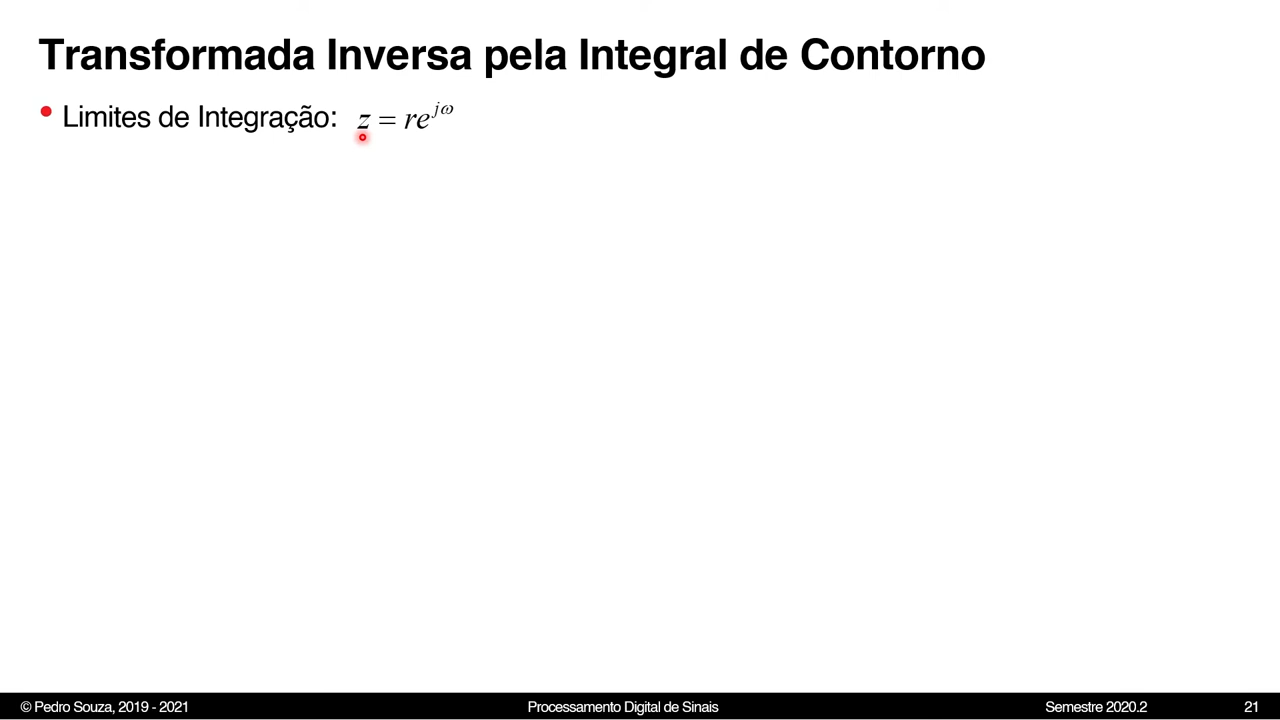 Transformada Inversa pela Integral de Contorno
• Limites de Integração: z = re^{jω}
© Pedro Souza, 2019 - 2021 Processamento Digital de Sinais Semestre 2020.2 21